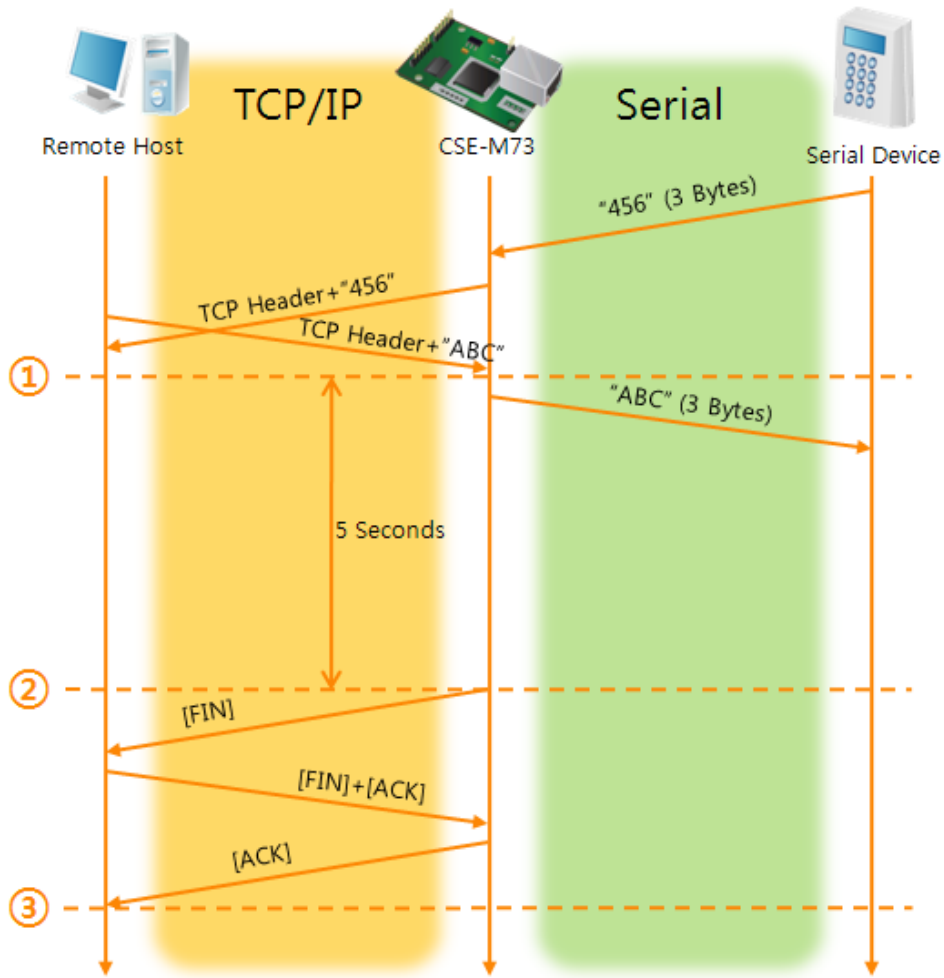 TCP/IP
Serial
Remote Host
CSE-M73
Serial Device
"456" (3 Bytes)
TCP Header+"456"
TCP Header+"ABC"
①
"ABC" (3 Bytes)
5 Seconds
②
[FIN]
[FIN]+[ACK]
[ACK]
③